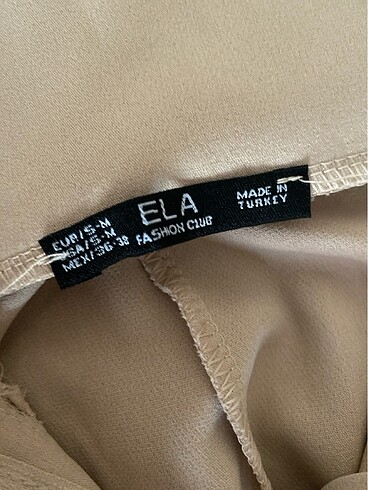 EUR/S-M
USA/S-M
MEX/36-38
ELA
FASHION CLUB
MADE IN
TURKEY